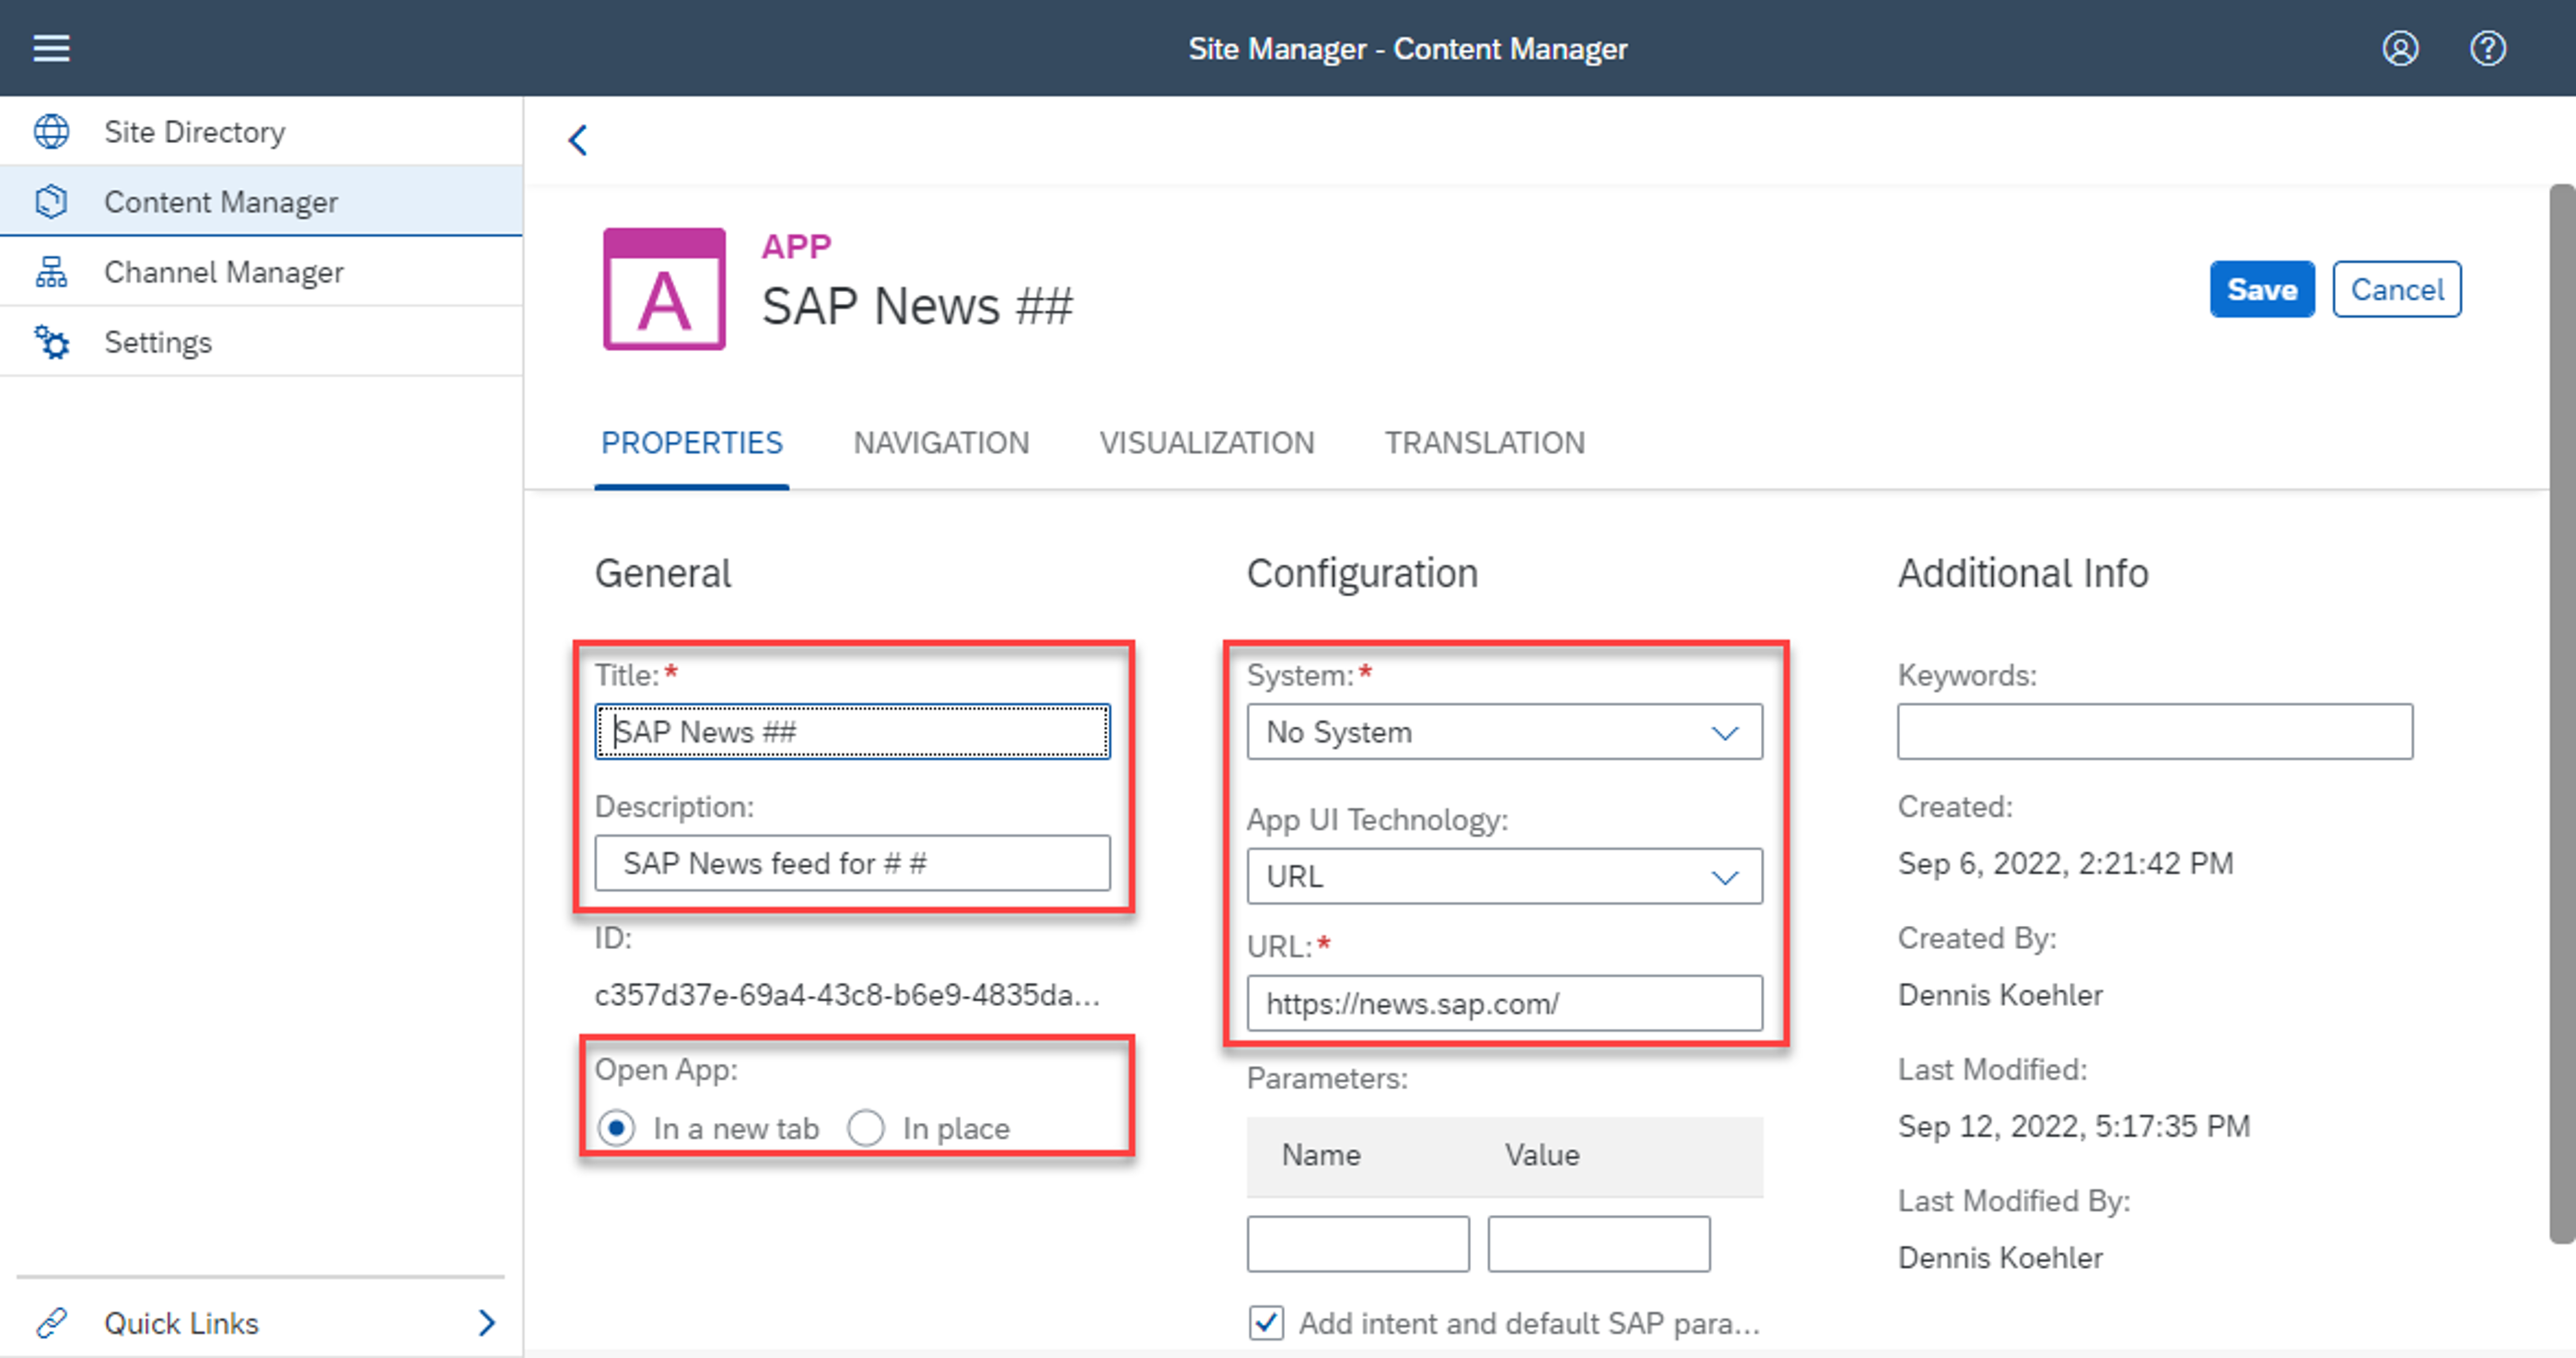 Site Manager - Content Manager
Site Directory
Content Manager
Channel Manager
Settings
Quick Links
A
APP
SAP News ##
Save
Cancel
PROPERTIES
NAVIGATION
VISUALIZATION
TRANSLATION
General
Title:*
SAP News ##
Description:
SAP News feed for # #
ID:
c357d37e-69a4-43c8-b6e9-4835da...
Open App:
In a new tab
In place
Configuration
System:*
No System
App UI Technology:
URL
URL:*
https://news.sap.com/
Parameters:
Name
Value
Add intent and default SAP para...
Additional Info
Keywords:
Created:
Sep 6, 2022, 2:21:42 PM
Created By:
Dennis Koehler
Last Modified:
Sep 12, 2022, 5:17:35 PM
Last Modified By:
Dennis Koehler